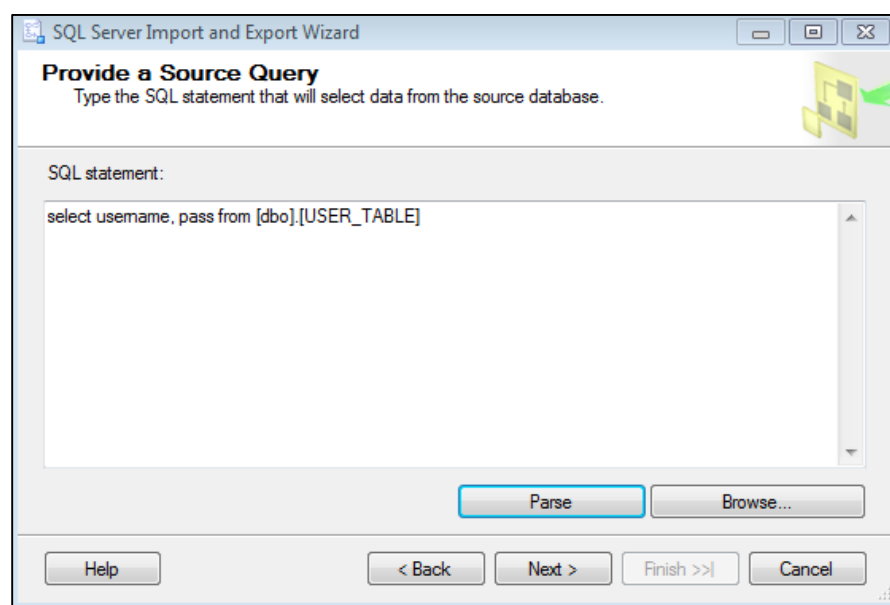 SQL Server Import and Export Wizard
Provide a Source Query
Type the SQL statement that will select data from the source database.
SQL statement:
select username, pass from [dbo].[USER_TABLE]
Parse
Browse...
Help
< Back
Next >
Finish >>|
Cancel